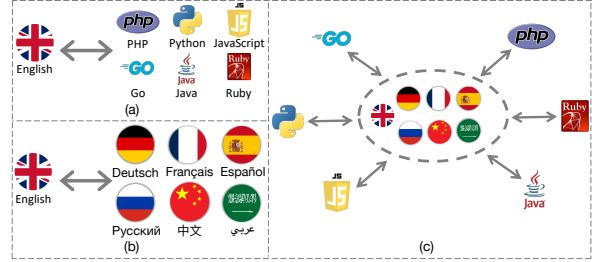 English
php
PHP
Python
JS
JavaScript
GO
Go
Java
Java
Ruby
Ruby
(a)
English
Deutsch
Français
Español
Русский
中文
عربي
(b)
GO
php
Ruby
JS
Java
(c)